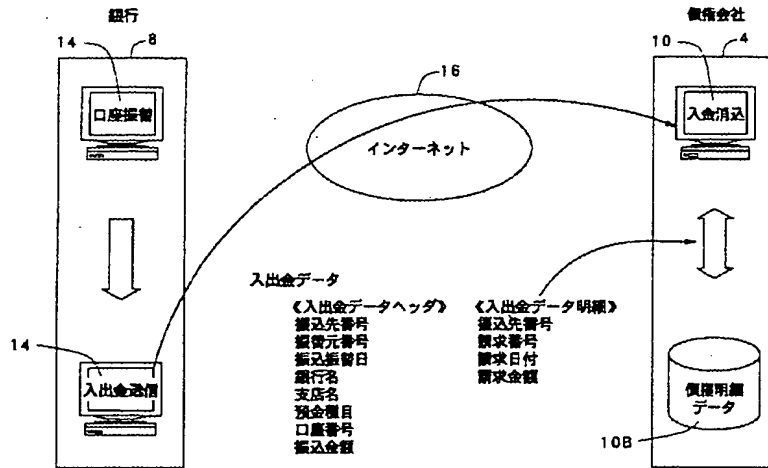 銀行
14
8
口座振替
16
インターネット
債権会社
10
4
入金消込
入出金データ
《入出金データヘッダ》
振込先番号
振替元番号
振込振替日
銀行名
支店名
預金種目
口座番号
振込金額
《入出金データ明細》
振込先番号
請求番号
請求日付
請求金額
14
入出金送信
債権明細
データ
10B